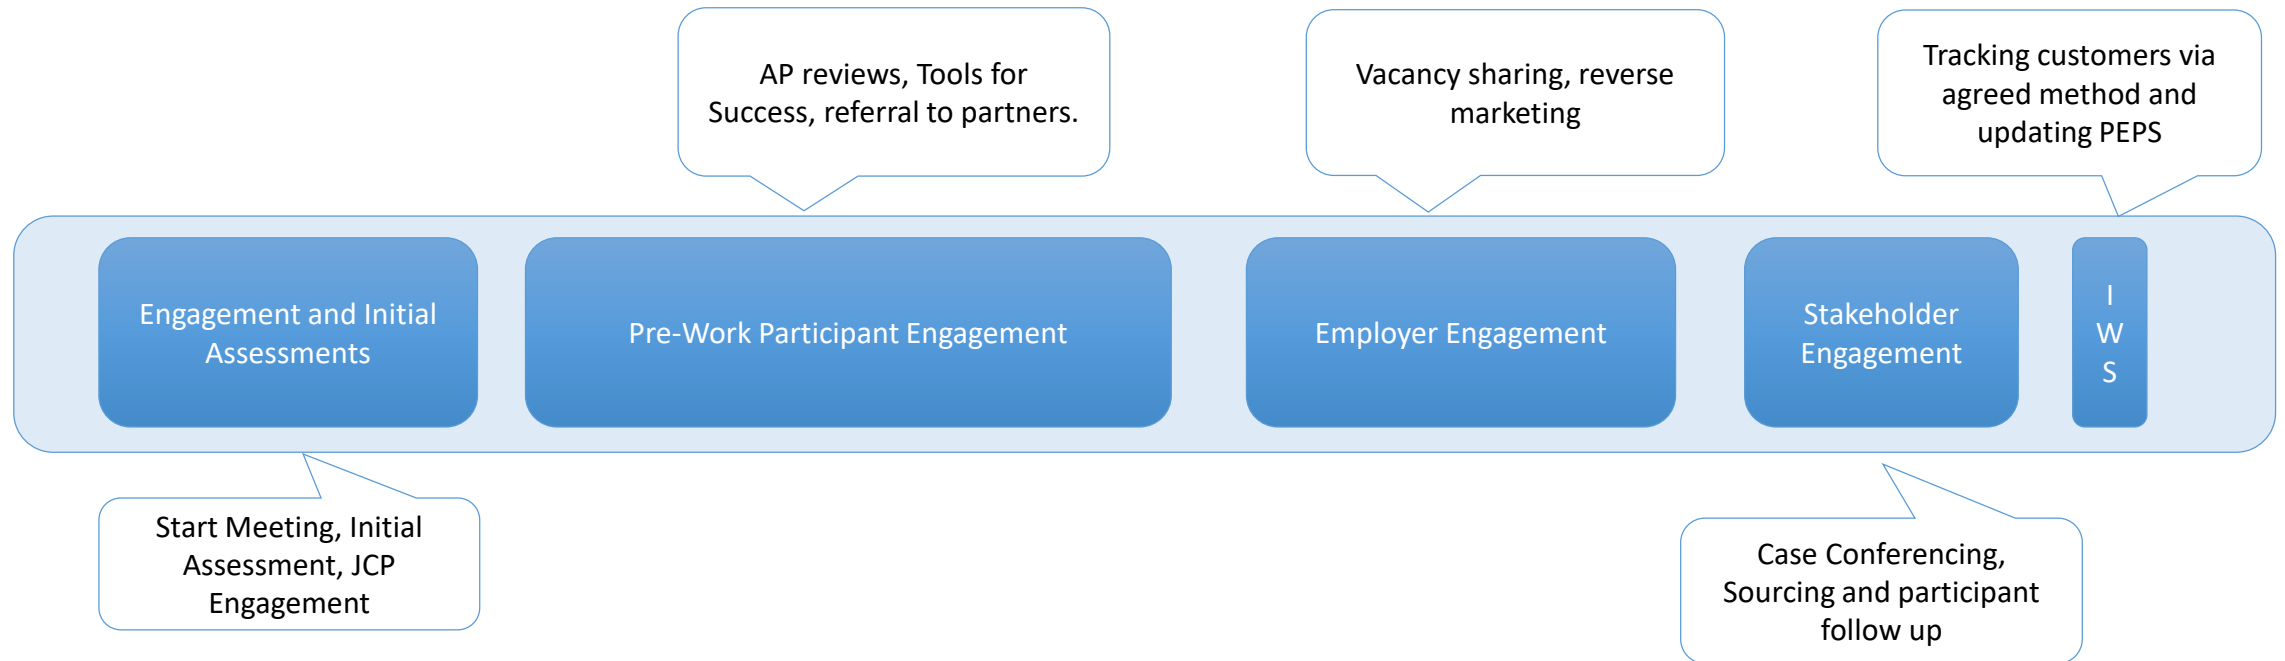 AP reviews, Tools for
Success, referral to partners.
Vacancy sharing, reverse
marketing
Tracking customers via
agreed method and
updating PEPS
Engagement and Initial
Assessments
Pre-Work Participant Engagement
Employer Engagement
Stakeholder
Engagement
I
W
S
Start Meeting, Initial
Assessment, JCP
Engagement
Case Conferencing,
Sourcing and participant
follow up